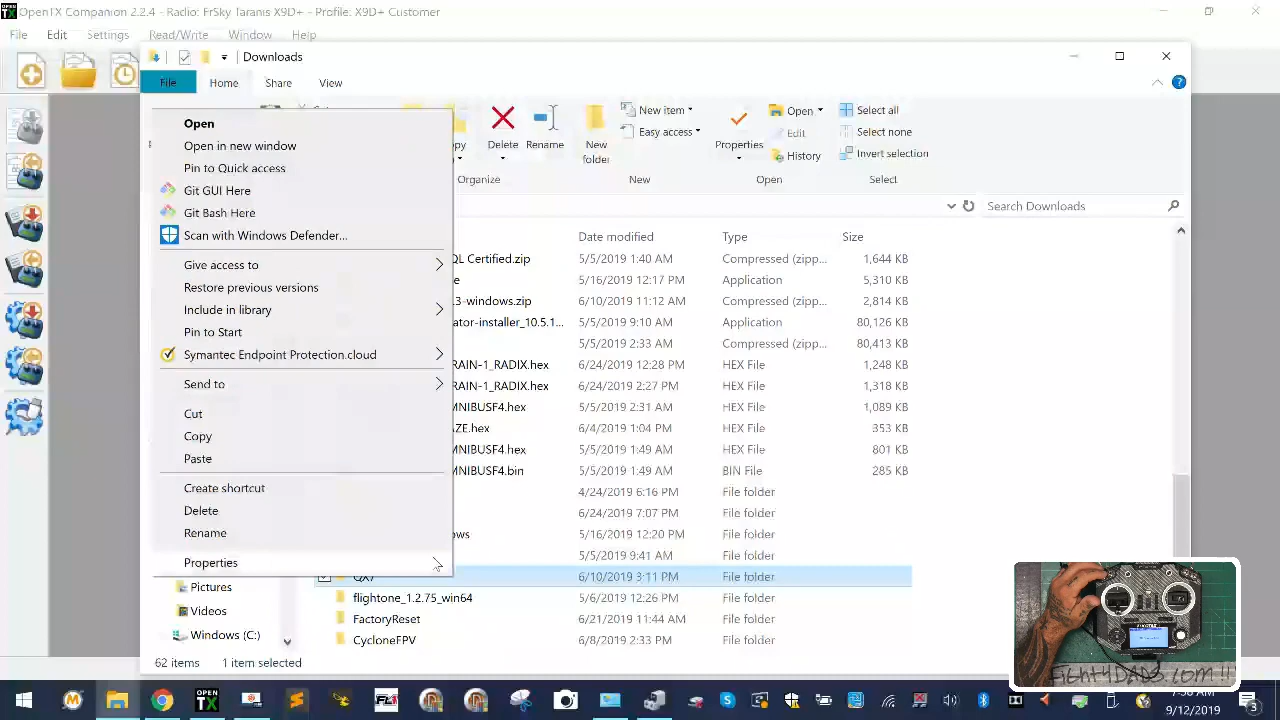 OPEN TX
OpenTX Companion 2.2.4 - Radio: FrSky Taranis X9D+ - Profile: X9D+ Customer
File Edit Settings Read/Write Window Help
Downloads
File Home Share View
Open
Open in new window
Pin to Quick access
Git GUI Here
Git Bash Here
Scan with Windows Defender...
Give access to
Restore previous versions
Include in library
Pin to Start
Symantec Endpoint Protection.cloud
Send to
Cut
Copy
Paste
Create shortcut
Delete
Rename
Properties
Delete Rename New folder
New item
Easy access
Properties
Open
Edit
History
Select all
Select none
Invert selection
Organize New Open Select
Search Downloads
Date modified Type Size
QL Certified.zip 5/5/2019 1:40 AM Compressed (zipp... 1,644 KB
5/16/2019 12:17 PM Application 5,310 KB
.3-windows.zip 6/10/2019 11:12 AM Compressed (zipp... 2,814 KB
ator-installer_10.5.1... 5/5/2019 9:10 AM Application 80,126 KB
5/5/2019 2:33 AM Compressed (zipp... 80,413 KB
RAIN-1_RADIX.hex 6/24/2019 12:28 PM HEX File 1,248 KB
RAIN-1_RADIX.hex 6/24/2019 2:27 PM HEX File 1,318 KB
MNIBUSF4.hex 5/5/2019 2:31 AM HEX File 1,089 KB
ZE.hex 6/4/2019 1:04 PM HEX File 353 KB
MNIBUSF4.hex 5/5/2019 1:49 AM HEX File 801 KB
MNIBUSF4.bin 5/5/2019 1:49 AM BIN File 285 KB
4/24/2019 6:16 PM File folder
6/24/2019 7:07 PM File folder
ows 5/16/2019 12:20 PM File folder
5/5/2019 9:41 AM File folder
QX7 6/10/2019 3:11 PM File folder
flightone_1.2.75_win64 5/6/2019 12:26 PM File folder
FactoryReset 6/21/2019 11:44 AM File folder
CycloneFPV 6/8/2019 2:33 PM File folder
Pictures
Videos
Windows (C:)
62 items 1 item selected
OPEN TX
9/12/2019